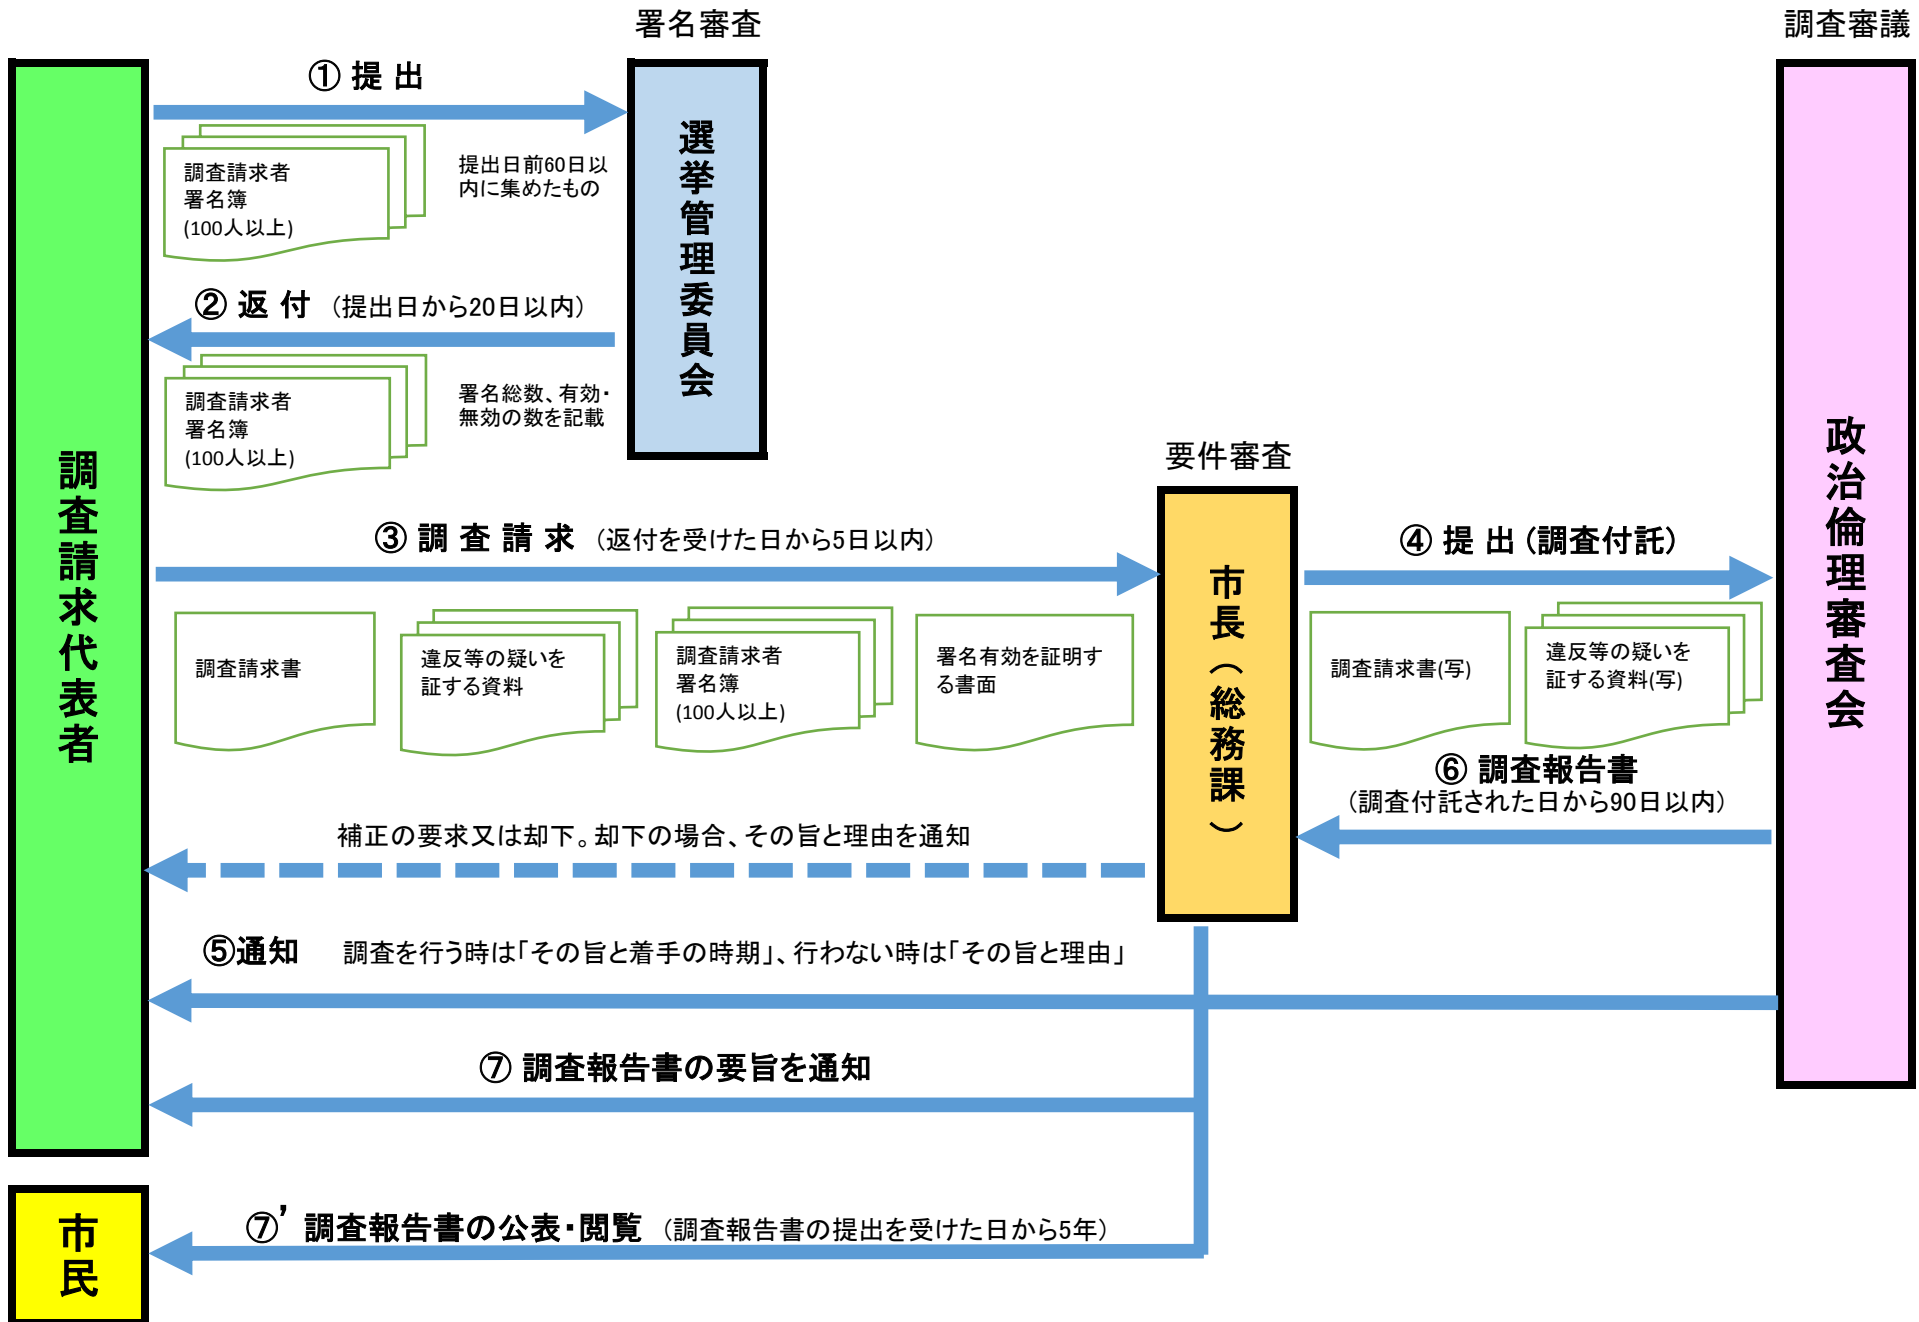 署名審査
調査審議
① 提 出
調査請求者
署名簿
(100人以上)
提出日前60日以
内に集めたもの
選挙管理委員会
② 返 付 （提出日から20日以内）
調査請求者
署名簿
(100人以上)
署名総数、有効・
無効の数を記載
調査請求代表者
政治倫理審査会
要件審査
③ 調 査 請 求 （返付を受けた日から5日以内）
④ 提 出 （調査付託）
市長（総務課）
調査請求書
違反等の疑いを
証する資料
調査請求者
署名簿
(100人以上)
署名有効を証明す
る書面
調査請求書(写)
違反等の疑いを
証する資料(写)
⑥ 調査報告書
（調査付託された日から90日以内）
補正の要求又は却下。却下の場合、その旨と理由を通知
⑤通知 調査を行う時は「その旨と着手の時期」、行わない時は「その旨と理由」
⑦ 調査報告書の要旨を通知
市民
⑦’ 調査報告書の公表・閲覧 （調査報告書の提出を受けた日から5年）